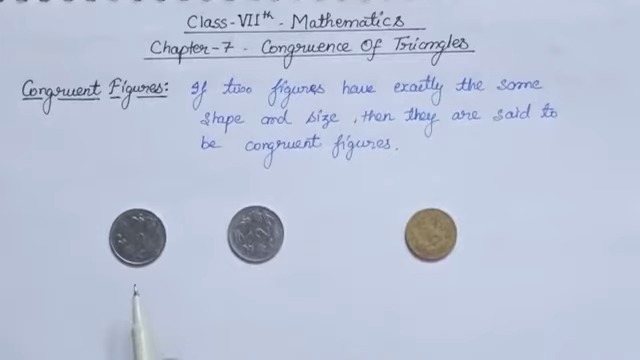 Class-VIIth - Mathematics
Chapter-7 - Congruence Of Triangles
Congruent Figures: If two figures have exactly the same
shape and size, then they are said to
be congruent figures.